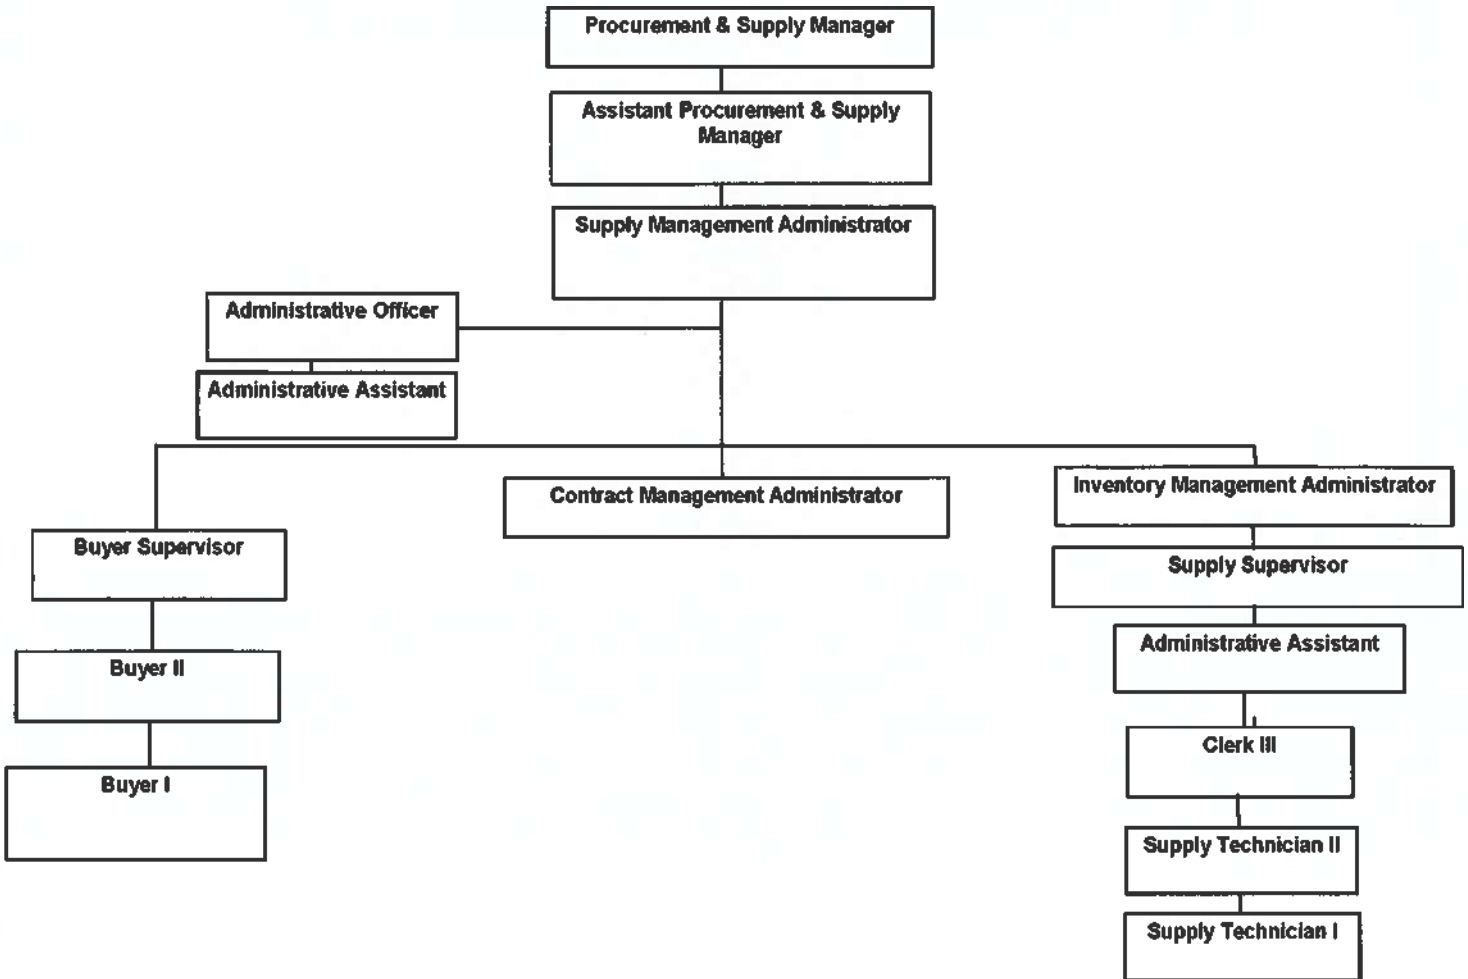 Procurement & Supply Manager
Assistant Procurement & Supply
Manager
Supply Management Administrator
Administrative Officer
Administrative Assistant
Contract Management Administrator
Inventory Management Administrator
Buyer Supervisor
Supply Supervisor
Buyer II
Administrative Assistant
Buyer I
Clerk III
Supply Technician II
Supply Technician I